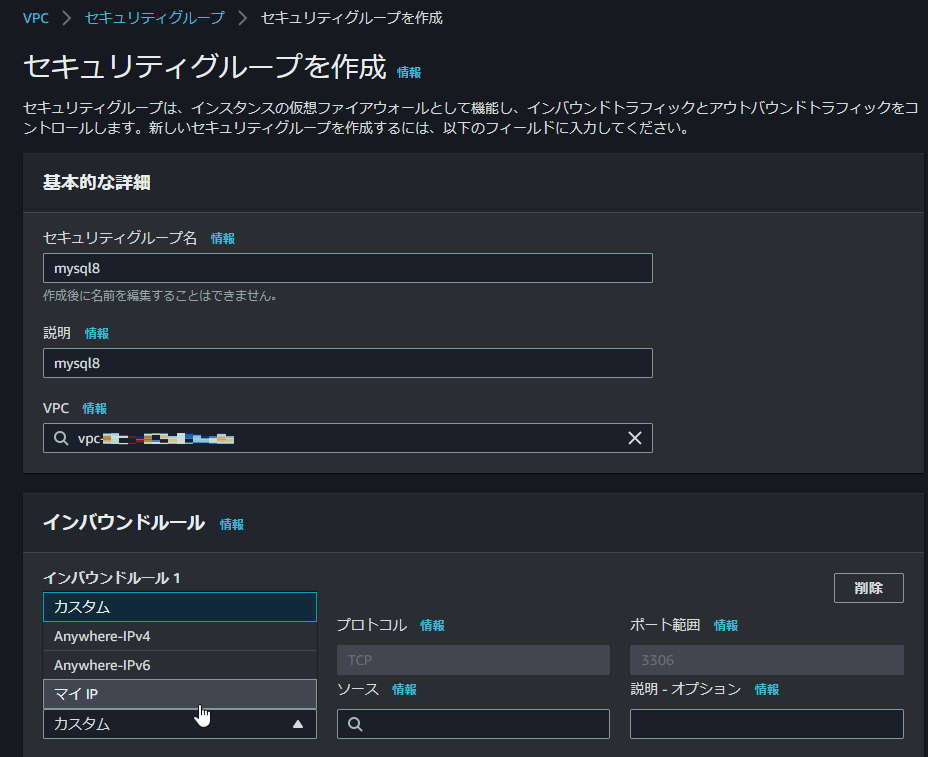 VPC > セキュリティグループ > セキュリティグループを作成
セキュリティグループを作成 情報
セキュリティグループは、インスタンスの仮想ファイアウォールとして機能し、インバウンドトラフィックとアウトバウンドトラフィックをコ
ントロールします。新しいセキュリティグループを作成するには、以下のフィールドに入力してください。
基本的な詳細
セキュリティグループ名 情報
mysql8
作成後に名前を編集することはできません。
説明 情報
mysql8
VPC 情報
vpc-
インバウンドルール 情報
インバウンドルール 1
削除
カスタム
Anywhere-IPv4
Anywhere-IPv6
マイ IP
カスタム
プロトコル 情報
TCP
ポート範囲 情報
3306
ソース 情報
説明 - オプション 情報